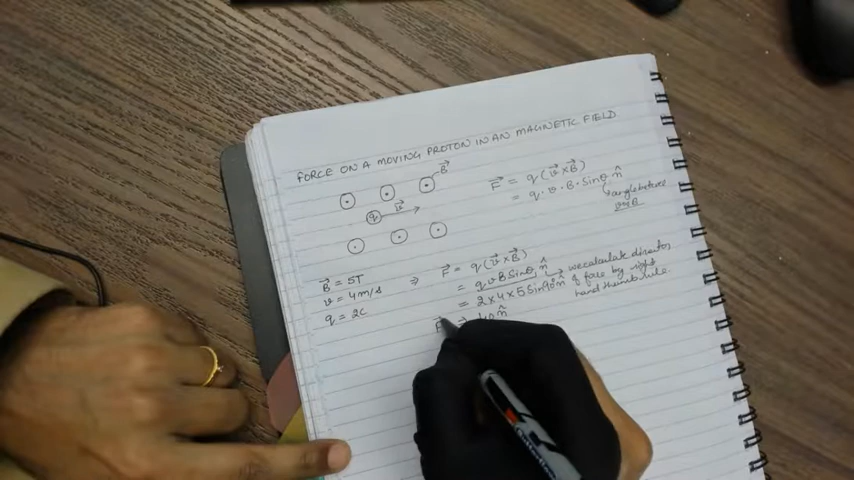 FORCE ON A MOVING PROTON IN AN MAGNETIC FIELD
B⃗
q v⃗
F⃗ = q(v⃗ x B⃗)
= q. v. B. Sinθ n̂
angle between
v & B
B⃗ = 5T
v = 4m/s
q = 2C
⇒ F⃗ = q(v⃗ x B⃗)
= q v B Sinθ n̂ → we calculate direction
of force by right
hand thumb rule.
= 2 x 4 x 5 Sin90 n̂
F⃗ 40 n̂